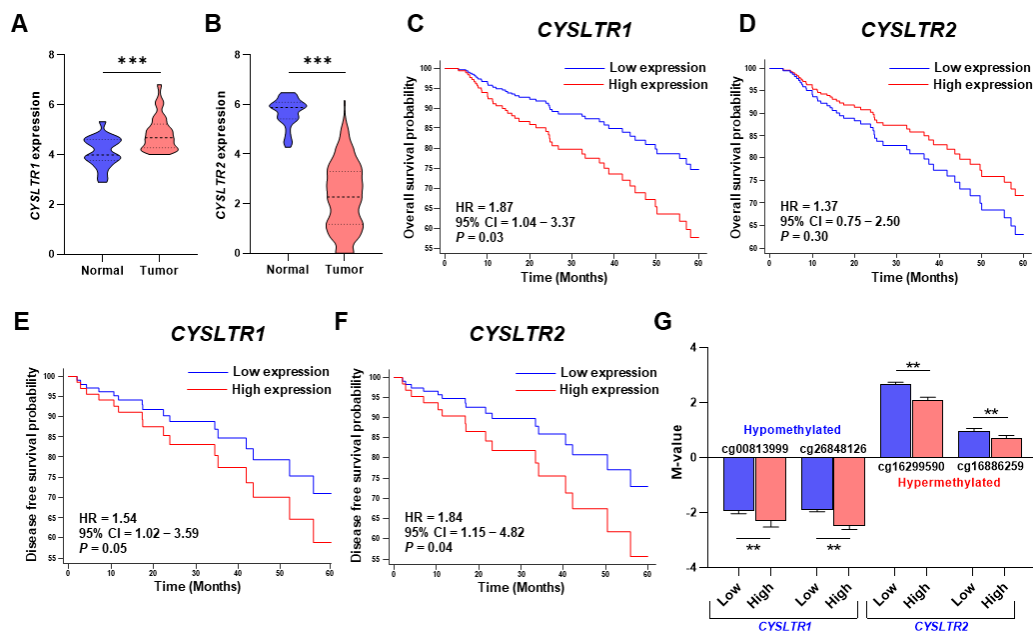 A
***
8
6
4
2
0
CYSLTR1 expression
Normal
Tumor
B
***
8
6
4
2
0
CYSLTR2 expression
Normal
Tumor
C
CYSLTR1
Low expression
High expression
100
95
90
85
80
75
70
65
60
55
Overall survival probability
HR = 1.87
95% CI = 1.04 – 3.37
P = 0.03
0 10 20 30 40 50 60
Time (Months)
D
CYSLTR2
Low expression
High expression
100
95
90
85
80
75
70
65
60
Overall survival probability
HR = 1.37
95% CI = 0.75 – 2.50
P = 0.30
0 10 20 30 40 50 60
Time (Months)
E
CYSLTR1
Low expression
High expression
100
95
90
85
80
75
70
65
60
55
Disease free survival probability
HR = 1.54
95% CI = 1.02 – 3.59
P = 0.05
0 10 20 30 40 50 60
Time (Months)
F
CYSLTR2
Low expression
High expression
100
95
90
85
80
75
70
65
60
55
Disease free survival probability
HR = 1.84
95% CI = 1.15 – 4.82
P = 0.04
0 10 20 30 40 50 60
Time (Months)
G
4
2
0
-2
-4
M-value
**
**
Hypomethylated
cg00813999 cg26848126
cg16299590 cg16886259
Hypermethylated
**
**
Low High Low High Low High Low High
CYSLTR1
CYSLTR2